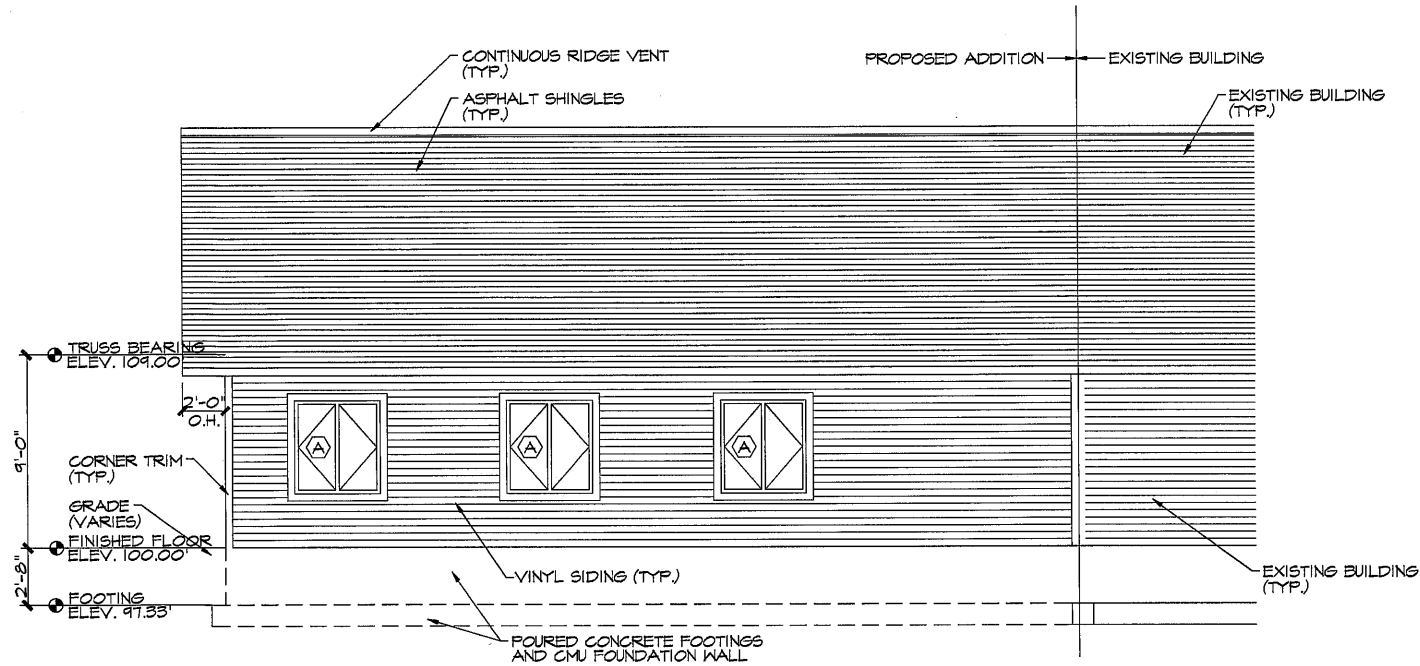 CONTINUOUS RIDGE VENT
(TYP.)
PROPOSED ADDITION
EXISTING BUILDING
ASPHALT SHINGLES
(TYP.)
EXISTING BUILDING
(TYP.)
TRUSS BEARING
ELEV. 109.00'
2'-0"
O.H.
9'-0"
A
A
A
CORNER TRIM
(TYP.)
GRADE
(VARIES)
FINISHED FLOOR
ELEV. 100.00'
2'-8"
VINYL SIDING (TYP.)
EXISTING BUILDING
(TYP.)
FOOTING
ELEV. 97.33'
POURED CONCRETE FOOTINGS
AND CMU FOUNDATION WALL